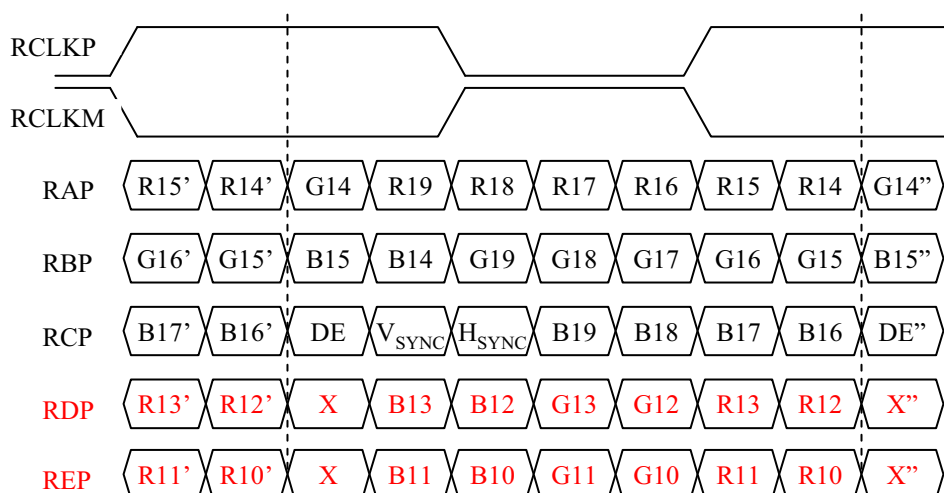 RCLKP
RCLKM
RAP R15’ R14’ G14 R19 R18 R17 R16 R15 R14 G14”
RBP G16’ G15’ B15 B14 G19 G18 G17 G16 G15 B15”
RCP B17’ B16’ DE VSYNC HSYNC B19 B18 B17 B16 DE”
RDP R13’ R12’ X B13 B12 G13 G12 R13 R12 X”
REP R11’ R10’ X B11 B10 G11 G10 R11 R10 X”